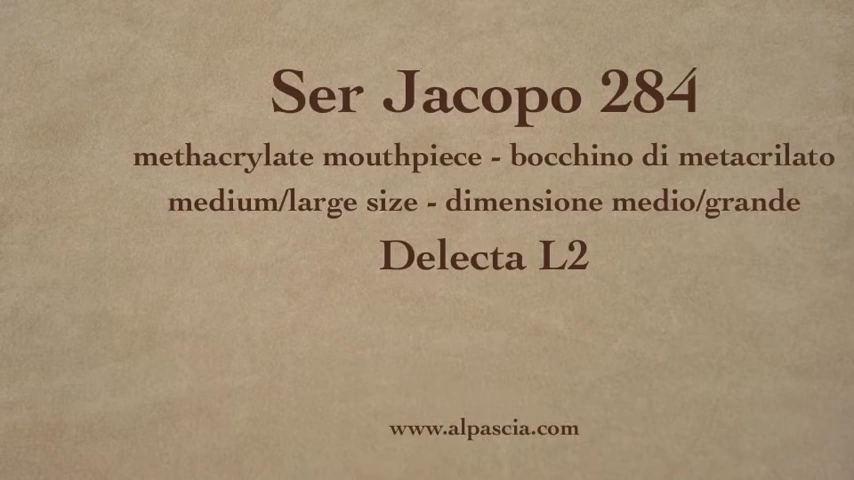 Ser Jacopo 284
methacrylate mouthpiece - bocchino di metacrilato
medium/large size - dimensione medio/grande
Delecta L2
www.alpascia.com